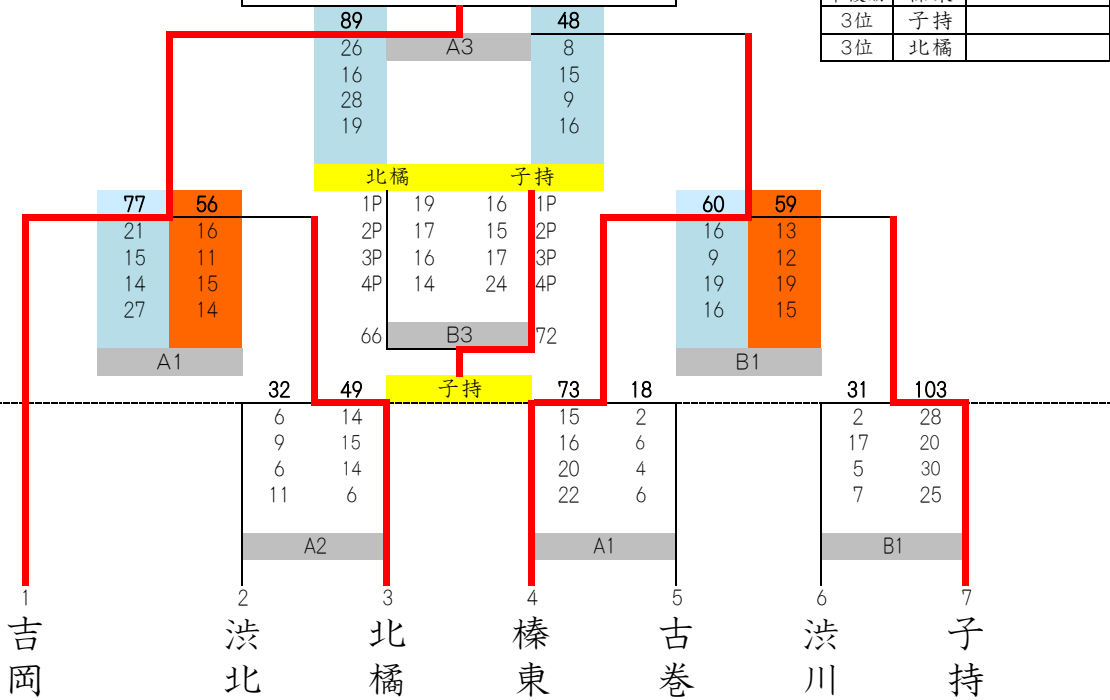 89 48
26 A3 8
16 15
28 9
19 16
3位 子持
3位 北橘
北橘 子持
77 56 1P 19 16 1P 60 59
21 16 2P 17 15 2P 16 13
15 11 3P 16 17 3P 9 12
14 15 4P 14 24 4P 19 19
27 14 16 15
66 B3 72
A1 B1
32 49 子持 73 18 31 103
6 14 15 2 2 28
9 15 16 6 17 20
6 14 20 4 5 30
11 6 22 6 7 25
A2 A1 B1
1 2 3 4 5 6 7
吉岡
渋北
北橘
榛東
古巻
渋川
子持